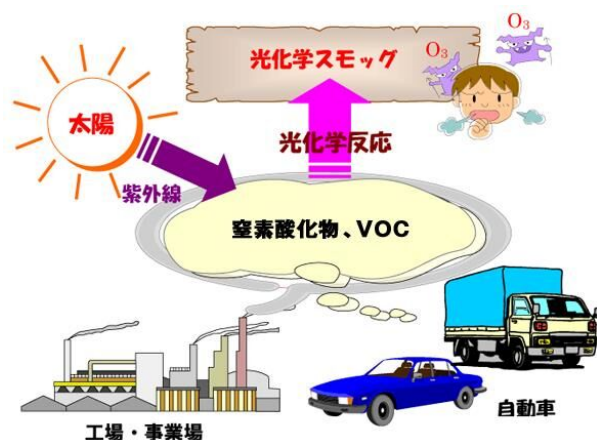 光化学スモッグ
O3
O3
太陽
紫外線
光化学反応
窒素酸化物、VOC
工場・事業場
自動車